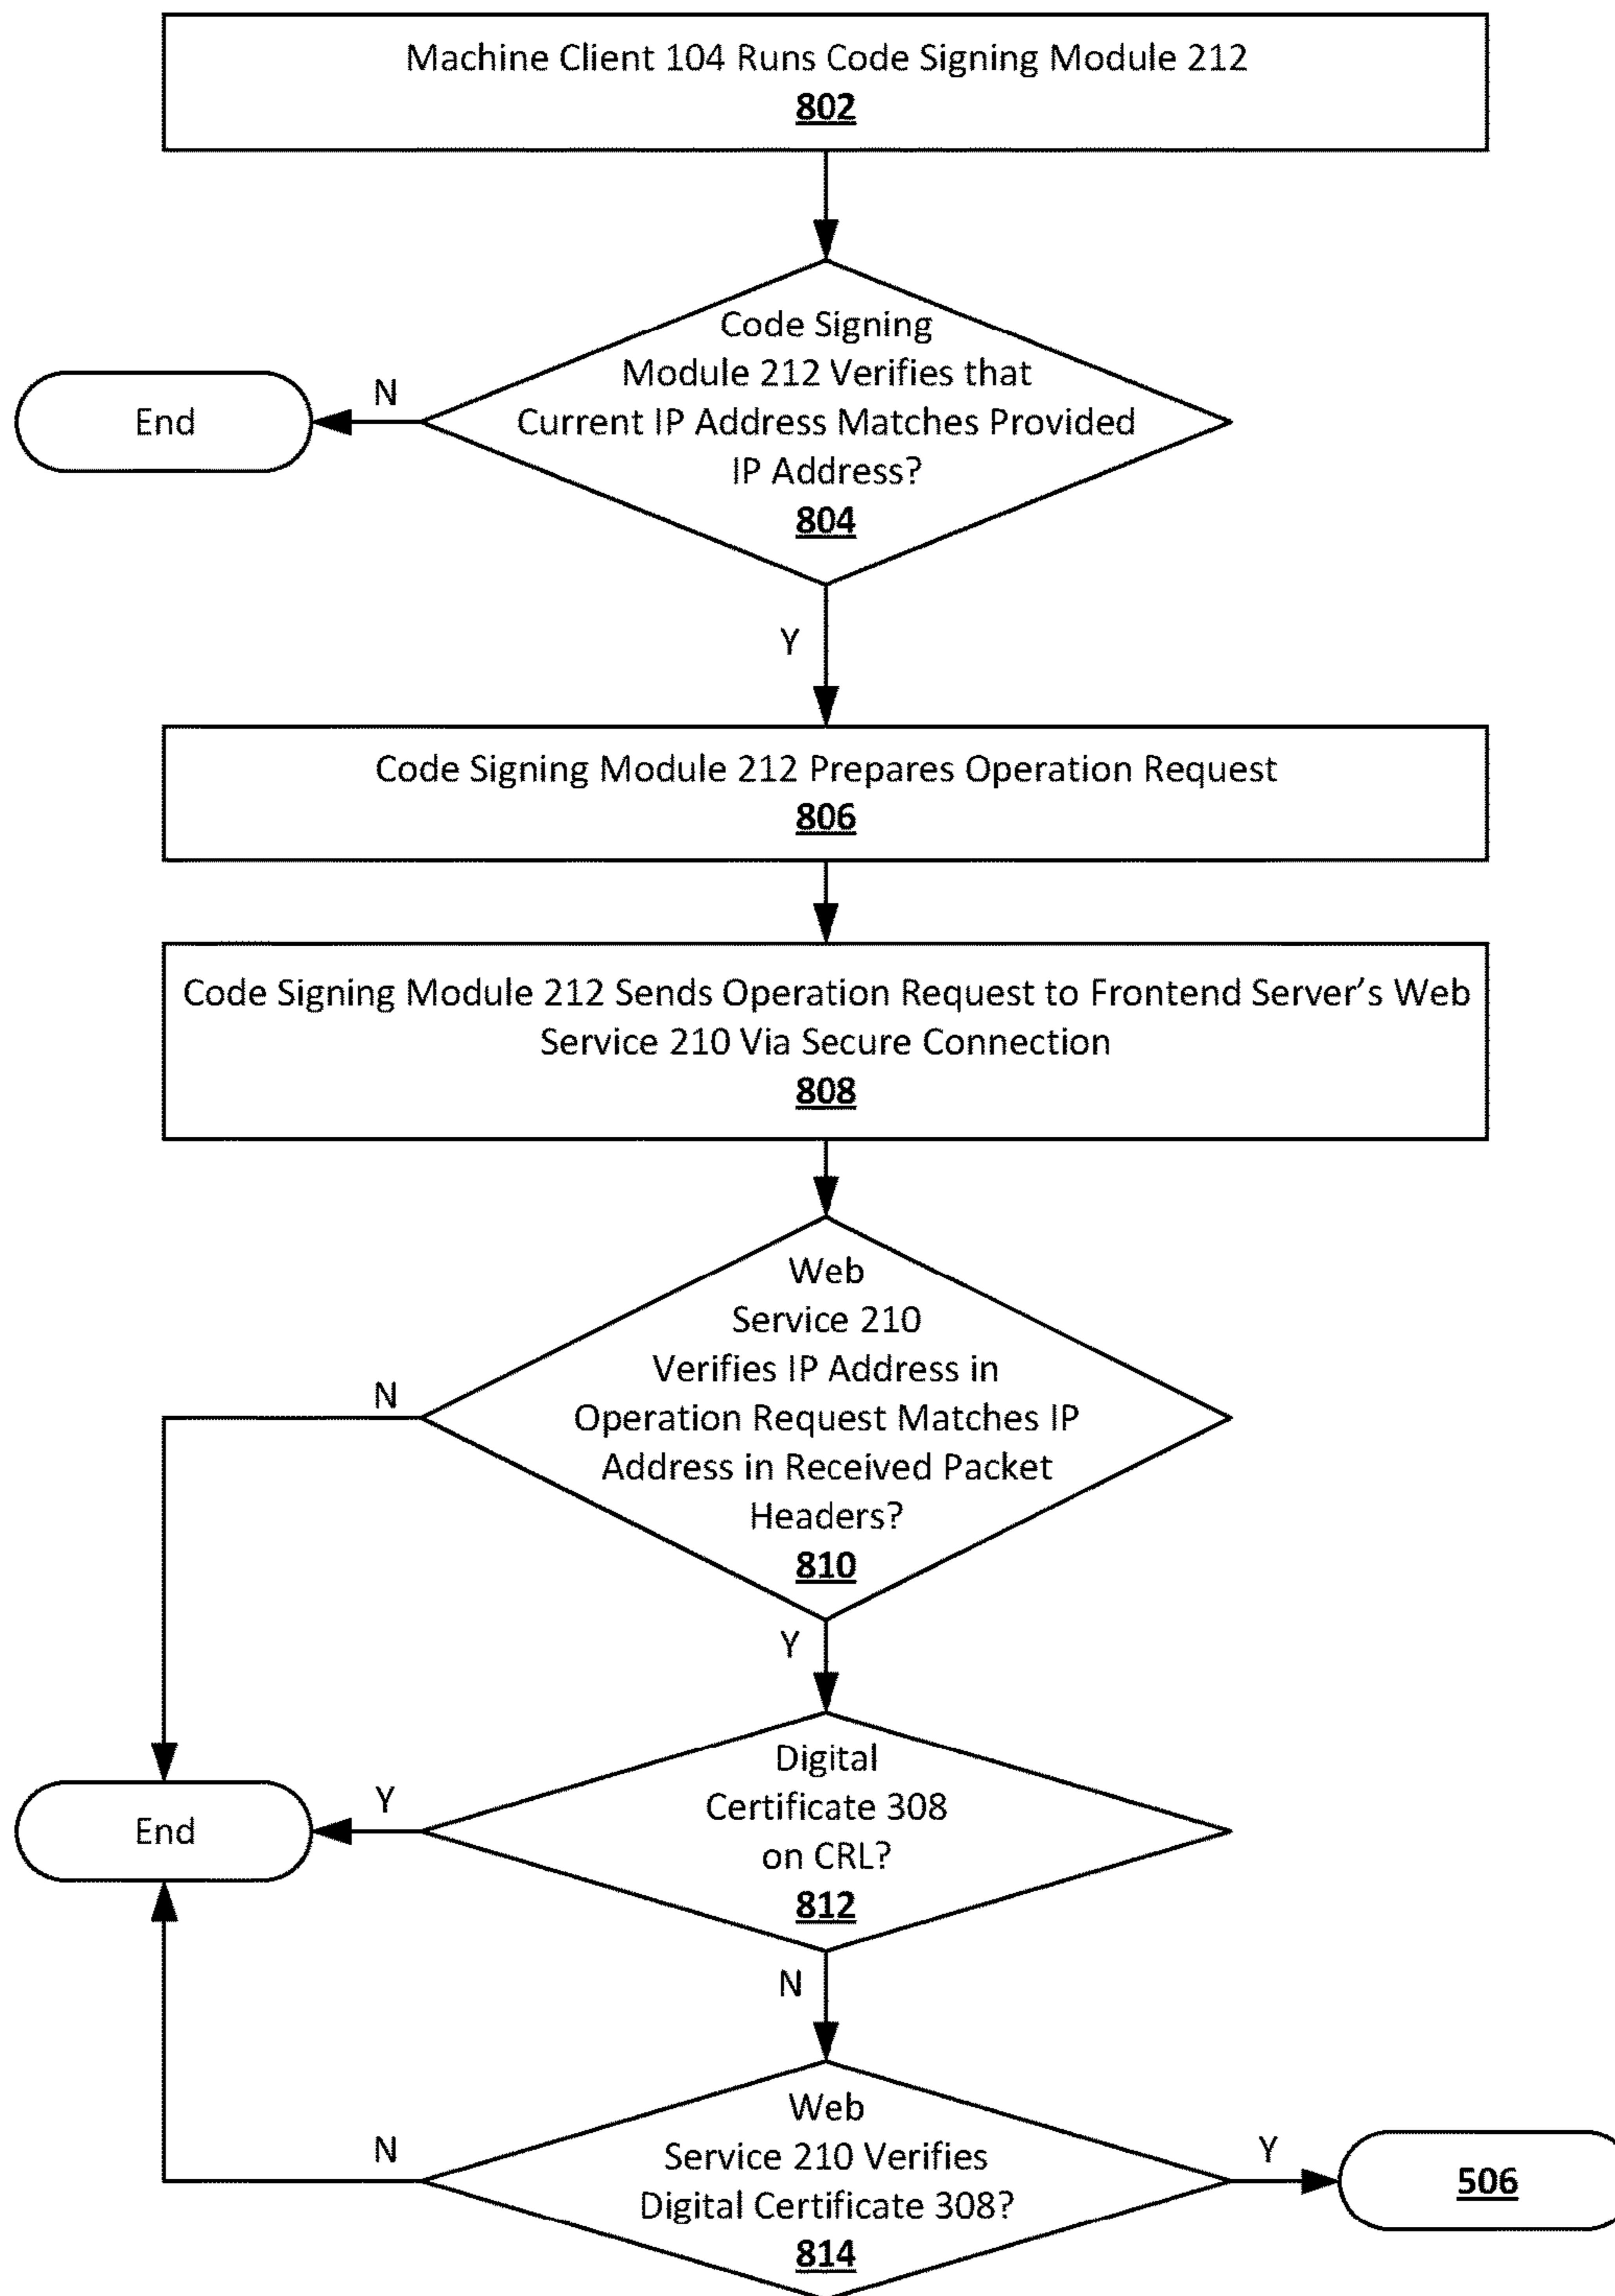 Machine Client 104 Runs Code Signing Module 212
802
Code Signing
Module 212 Verifies that
Current IP Address Matches Provided
IP Address?
804
N
End
Y
Code Signing Module 212 Prepares Operation Request
806
Code Signing Module 212 Sends Operation Request to Frontend Server’s Web
Service 210 Via Secure Connection
808
Web
Service 210
Verifies IP Address in
Operation Request Matches IP
Address in Received Packet
Headers?
810
N
Y
Digital
Certificate 308
on CRL?
812
Y
End
N
Web
Service 210 Verifies
Digital Certificate 308?
814
N
Y
506